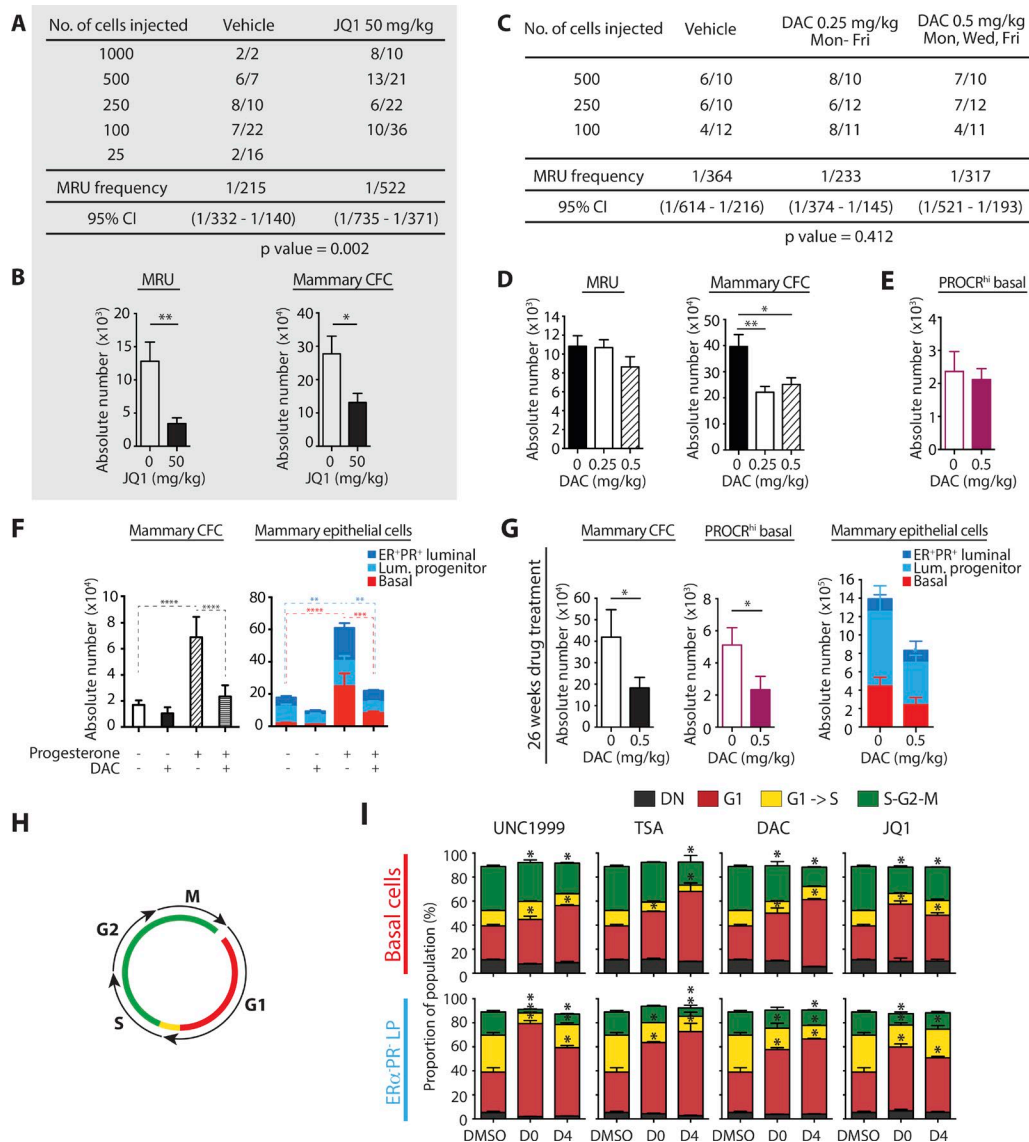 A
No. of cells injected Vehicle JQ1 50 mg/kg
1000 2/2 8/10
500 6/7 13/21
250 8/10 6/22
100 7/22 10/36
25 2/16
MRU frequency 1/215 1/522
95% CI (1/332 - 1/140) (1/735 - 1/371)
p value = 0.002
B
MRU
Absolute number (x10³)
20
15
10
5
0
**
0 50
JQ1 (mg/kg)
Mammary CFC
Absolute number (x10⁴)
50
40
30
20
10
0
*
0 50
JQ1 (mg/kg)
C
No. of cells injected Vehicle DAC 0.25 mg/kg DAC 0.5 mg/kg
Mon- Fri Mon, Wed, Fri
500 6/10 8/10 7/10
250 6/10 6/12 7/12
100 4/12 8/11 4/11
MRU frequency 1/364 1/233 1/317
95% CI (1/614 - 1/216) (1/374 - 1/145) (1/521 - 1/193)
p value = 0.412
D
MRU
Absolute number (x10³)
14
12
10
8
6
4
2
0
0 0.25 0.5
DAC (mg/kg)
Mammary CFC
Absolute number (x10⁴)
50
40
30
20
10
0
*
**
0 0.25 0.5
DAC (mg/kg)
E
PROCRʰⁱ basal
Absolute number (x10³)
4
3
2
1
0
0 0.5
DAC (mg/kg)
F
Mammary CFC
Absolute number (x10⁴)
10
8
6
4
2
0
**** ****
Mammary epithelial cells
ER⁺PR⁺ luminal
Lum. progenitor
Basal
80
60
40
20
0
** **
**** ***
Progesterone - - + + - - + +
DAC - + - + - + - +
G
26 weeks drug treatment
Mammary CFC
Absolute number (x10⁴)
60
50
40
30
20
10
0
*
0 0.5
DAC (mg/kg)
PROCRʰⁱ basal
Absolute number (x10³)
8
6
4
2
0
*
0 0.5
DAC (mg/kg)
Mammary epithelial cells
ER⁺PR⁺ luminal
Lum. progenitor
Basal
Absolute number (x10⁵)
16
14
12
10
8
6
4
2
0
0 0.5
DAC (mg/kg)
H
M
G2
S
G1
I
DN G1 G1 -> S S-G2-M
UNC1999 TSA DAC JQ1
Basal cells
ERα⁻PR⁻ LP
Proportion of population (%)
100
80
60
40
20
0
100
80
60
40
20
0
DMSO D0 D4 DMSO D0 D4 DMSO D0 D4 DMSO D0 D4